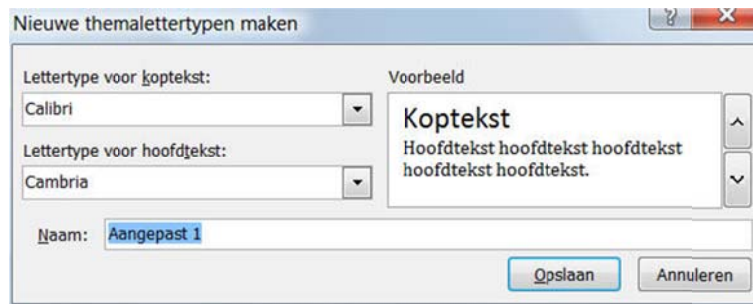 Nieuwe themalettertypen maken
Lettertype voor koptekst:
Calibri
Lettertype voor hoofdtekst:
Cambria
Voorbeeld
Koptekst
Hoofdtekst hoofdtekst hoofdtekst
hoofdtekst hoofdtekst.
Naam: Aangepast 1
Opslaan Annuleren